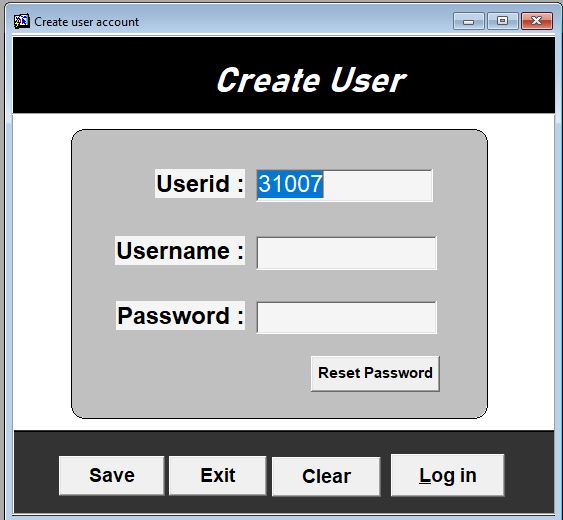 Create user account
Create User
Userid :
31007
Username :
Password :
Reset Password
Save
Exit
Clear
Log in